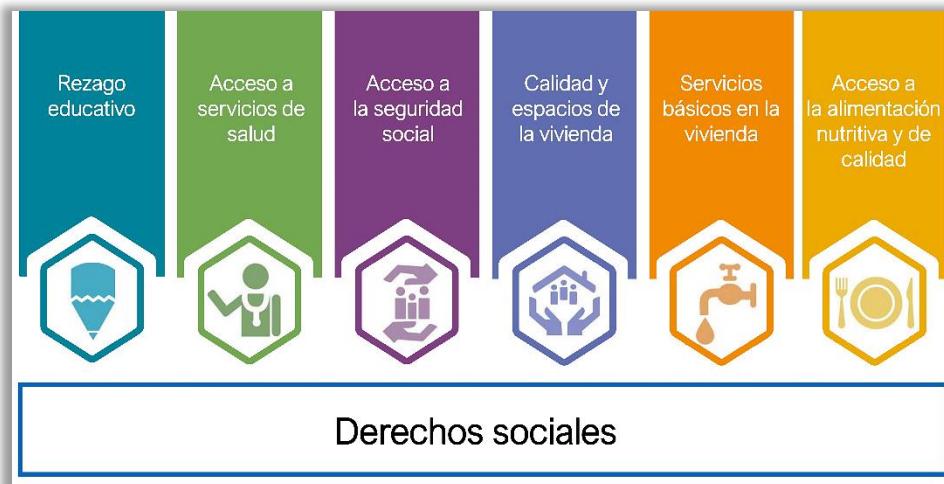 Rezago
educativo
Acceso a
servicios de
salud
Acceso a
la seguridad
social
Calidad y
espacios de
la vivienda
Servicios
básicos en la
vivienda
Acceso a
la alimentación
nutritiva y de
calidad
Derechos sociales